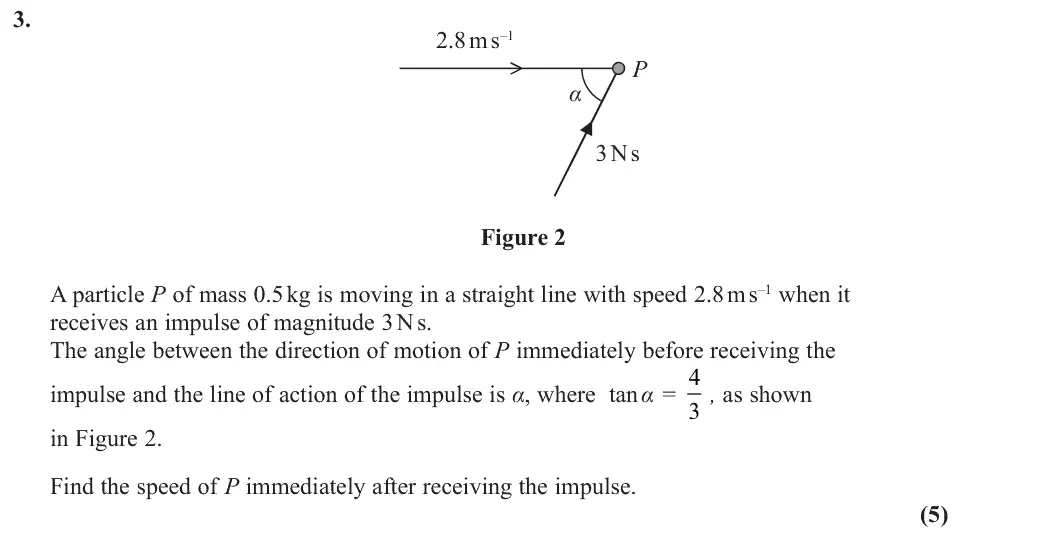 3.
2.8 m s⁻¹
P
α
3 N s
Figure 2
A particle P of mass 0.5 kg is moving in a straight line with speed 2.8 m s⁻¹ when it
receives an impulse of magnitude 3 N s.
The angle between the direction of motion of P immediately before receiving the
impulse and the line of action of the impulse is α, where tan α = 4/3, as shown
in Figure 2.
Find the speed of P immediately after receiving the impulse.
(5)